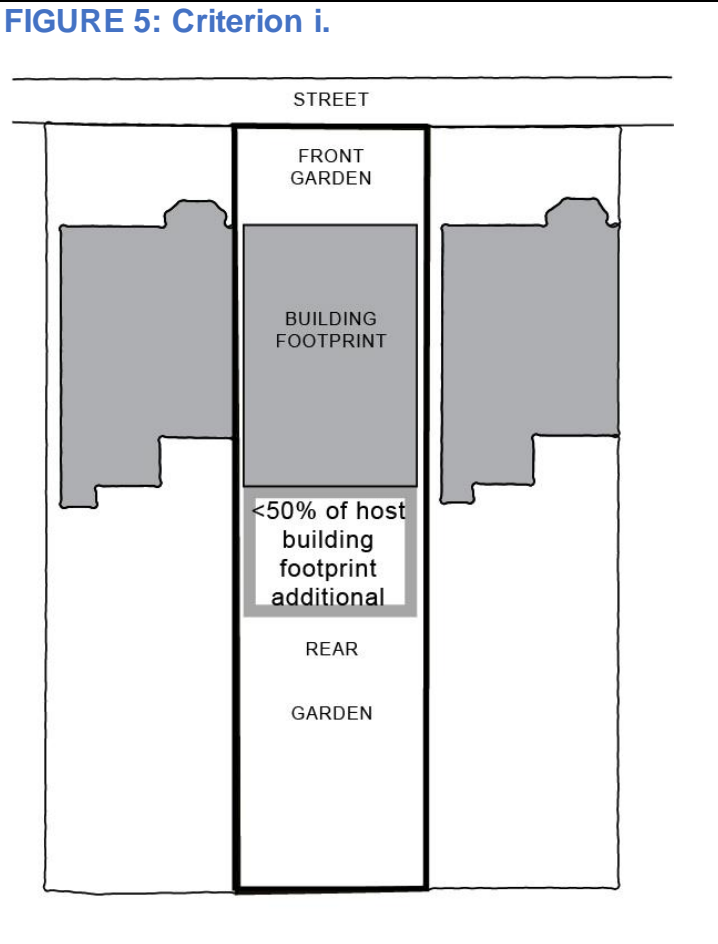 FIGURE 5: Criterion i.
STREET
FRONT
GARDEN
BUILDING
FOOTPRINT
<50% of host
building
footprint
additional
REAR
GARDEN